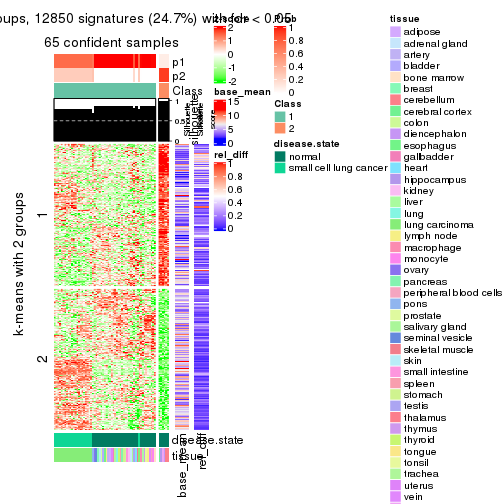 oups, 12850 signatures (24.7%) with fdr < 0.05
65 confident samples
p1
p2
Class
1
0.5
0
silhouette
score
k-means with 2 groups
1
2
disease.state
tissue
base_mean
rel_diff
z-score
2
1
0
-1
-2
base_mean
15
10
5
0
rel_diff
1
0.8
0.6
0.4
0.2
0
Prob
1
0.8
0.6
0.4
0.2
0
Class
1
2
disease.state
normal
small cell lung cancer
tissue
adipose
adrenal gland
artery
bladder
bone marrow
breast
cerebellum
cerebral cortex
colon
diencephalon
esophagus
gallbadder
heart
hippocampus
kidney
liver
lung
lung carcinoma
lymph node
macrophage
monocyte
ovary
pancreas
peripheral blood cells
pons
prostate
salivary gland
seminal vesicle
skeletal muscle
skin
small intestine
spleen
stomach
testis
thalamus
thymus
thyroid
tongue
tonsil
trachea
uterus
vein